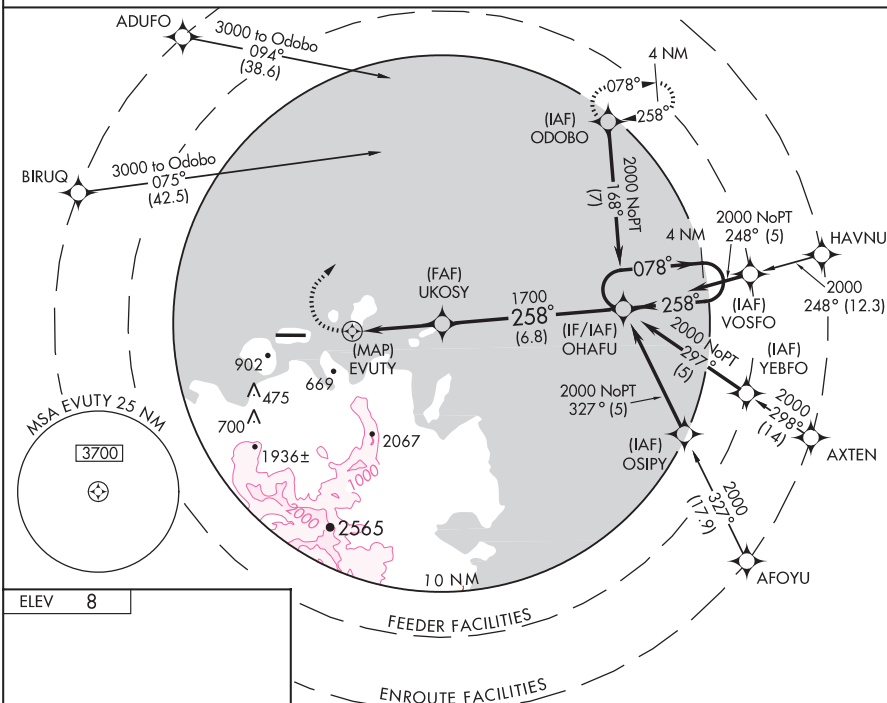 ADUFO
3000 to Odobo
094°
(38.6)
4 NM
078°
258°
(IAF)
ODOBO
BIRUQ
3000 to Odobo
075°
(42.5)
2000 NoPT
168°
(7)
4 NM
2000 NoPT
248° (5)
HAVNU
078°
258°
2000
248° (12.3)
(IAF)
VOSFO
(FAF)
UKOSY
1700
258°
(6.8)
(IF/IAF)
OHAFU
(MAP)
EVUTY
2000 NoPT
297°
(5)
(IAF)
YEBFO
902
475
669
700
2000 NoPT
327° (5)
2000
298°
(14)
AXTEN
MSA EVUTY 25 NM
3700
1936±
2067
1000
(IAF)
OSIPY
2000
2565
2000
327°
(17.9)
AFOYU
10 NM
ELEV 8
FEEDER FACILITIES
ENROUTE FACILITIES